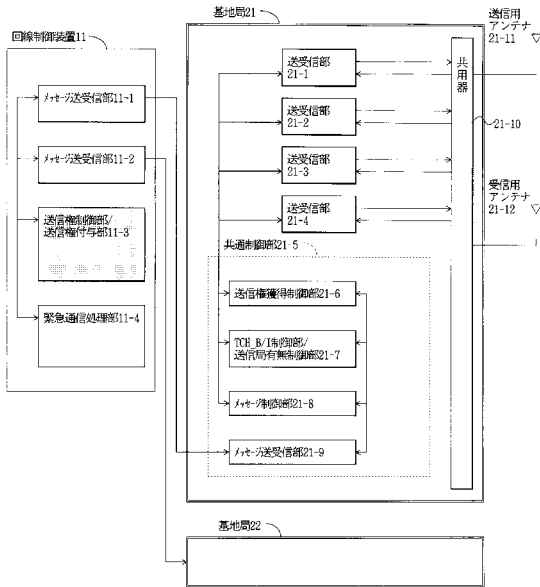 回線制御装置11
メッセージ送受信部11-1
メッセージ送受信部11-2
送信権制御部/
送信権付与部11-3
緊急通信処理部11-4
基地局21
送受信部
21-1
送受信部
21-2
送受信部
21-3
送受信部
21-4
共通制御部21-5
送信権獲得制御部21-6
TCH_B/I制御部/
送信局有無制御部21-7
メッセージ制御部21-8
メッセージ送受信部21-9
共用器
21-10
送信用
アンテナ
21-11
受信用
アンテナ
21-12
基地局22